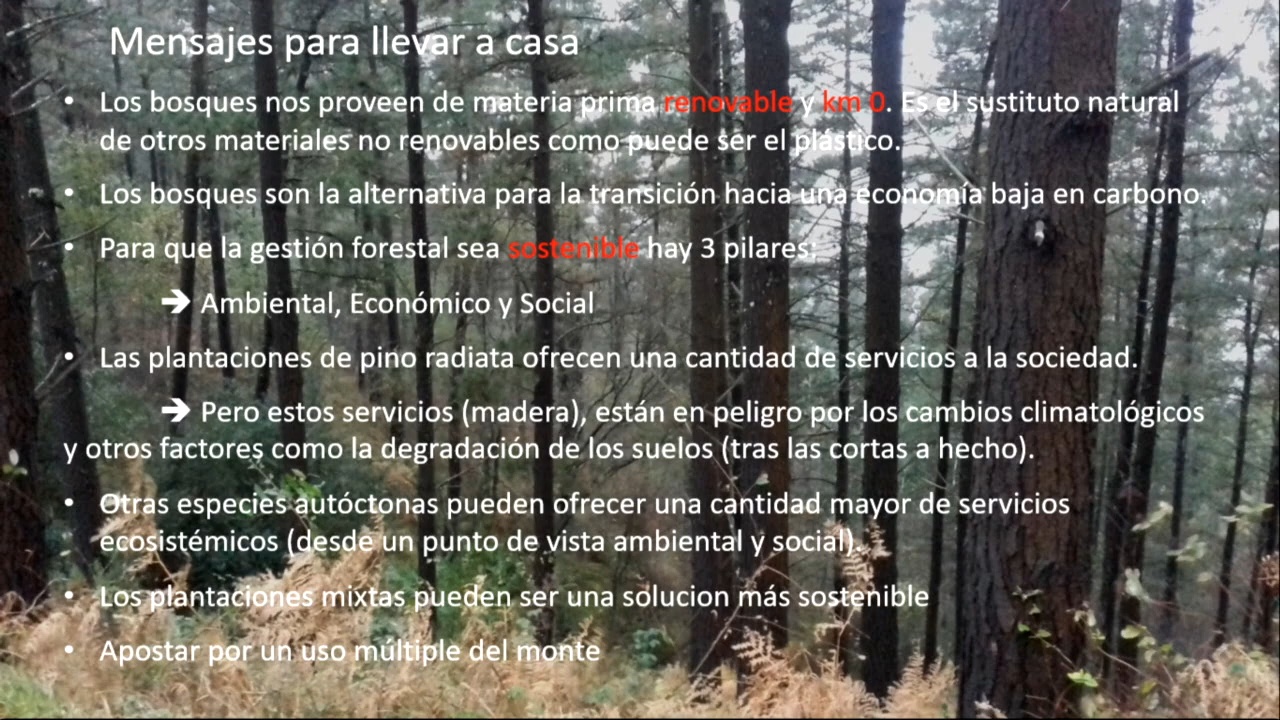 Mensajes para llevar a casa
• Los bosques nos proveen de materia prima renovable y km 0. Es el sustituto natural
de otros materiales no renovables como puede ser el plástico.
• Los bosques son la alternativa para la transición hacia una economía baja en carbono.
• Para que la gestión forestal sea sostenible hay 3 pilares:
➔ Ambiental, Económico y Social
• Las plantaciones de pino radiata ofrecen una cantidad de servicios a la sociedad.
➔ Pero estos servicios (madera), están en peligro por los cambios climatológicos
y otros factores como la degradación de los suelos (tras las cortas a hecho).
• Otras especies autóctonas pueden ofrecer una cantidad mayor de servicios
ecosistémicos (desde un punto de vista ambiental y social).
• Los plantaciones mixtas pueden ser una solucion más sostenible
• Apostar por un uso múltiple del monte